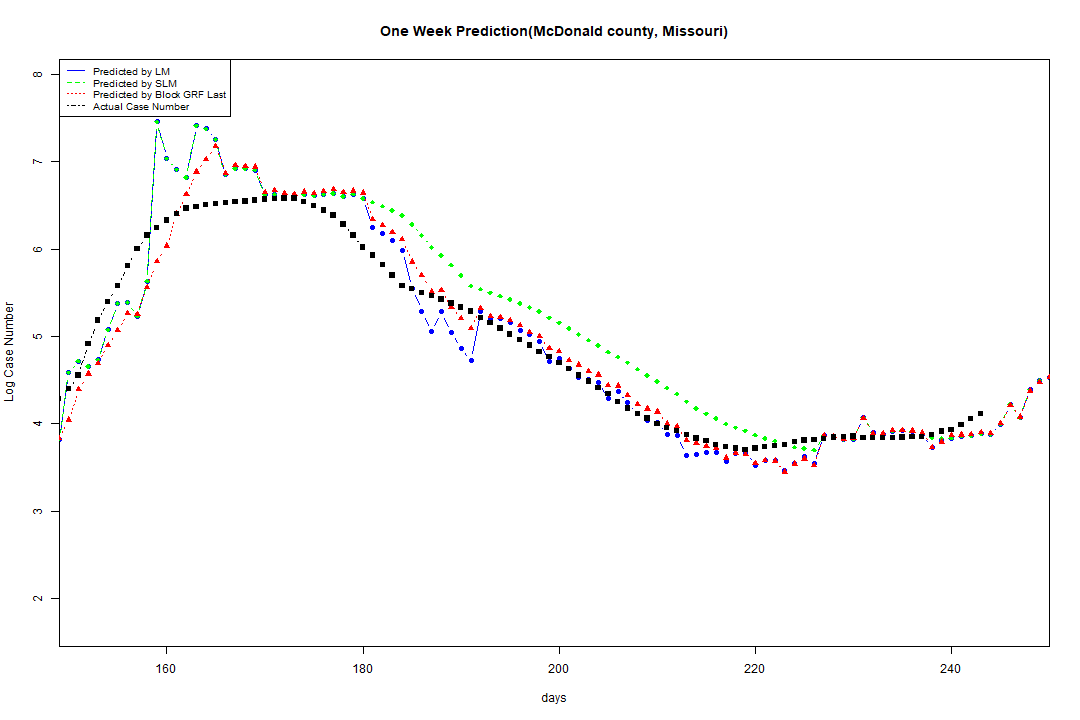 One Week Prediction(McDonald county, Missouri)
Predicted by LM
Predicted by SLM
Predicted by Block GRF Last
Actual Case Number
8
7
6
5
4
3
2
Log Case Number
160
180
200
220
240
days